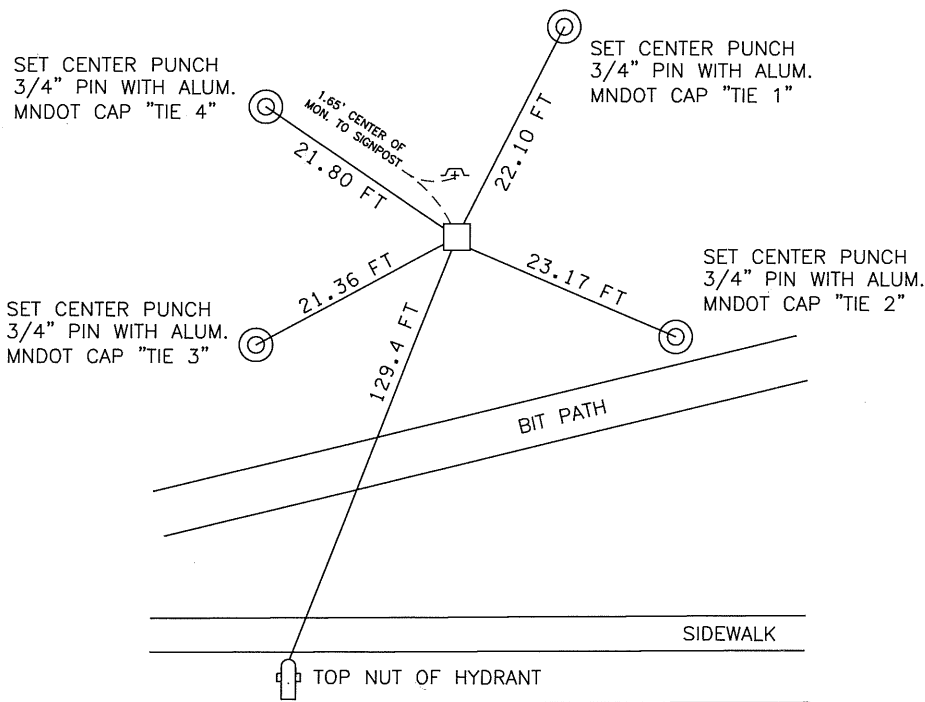 SET CENTER PUNCH
3/4" PIN WITH ALUM.
MNDOT CAP "TIE 1"
SET CENTER PUNCH
3/4" PIN WITH ALUM.
MNDOT CAP "TIE 4"
1.65' CENTER OF
MON. TO SIGNPOST
21.80 FT
22.10 FT
SET CENTER PUNCH
3/4" PIN WITH ALUM.
MNDOT CAP "TIE 2"
23.17 FT
21.36 FT
SET CENTER PUNCH
3/4" PIN WITH ALUM.
MNDOT CAP "TIE 3"
129.4 FT
BIT PATH
SIDEWALK
TOP NUT OF HYDRANT